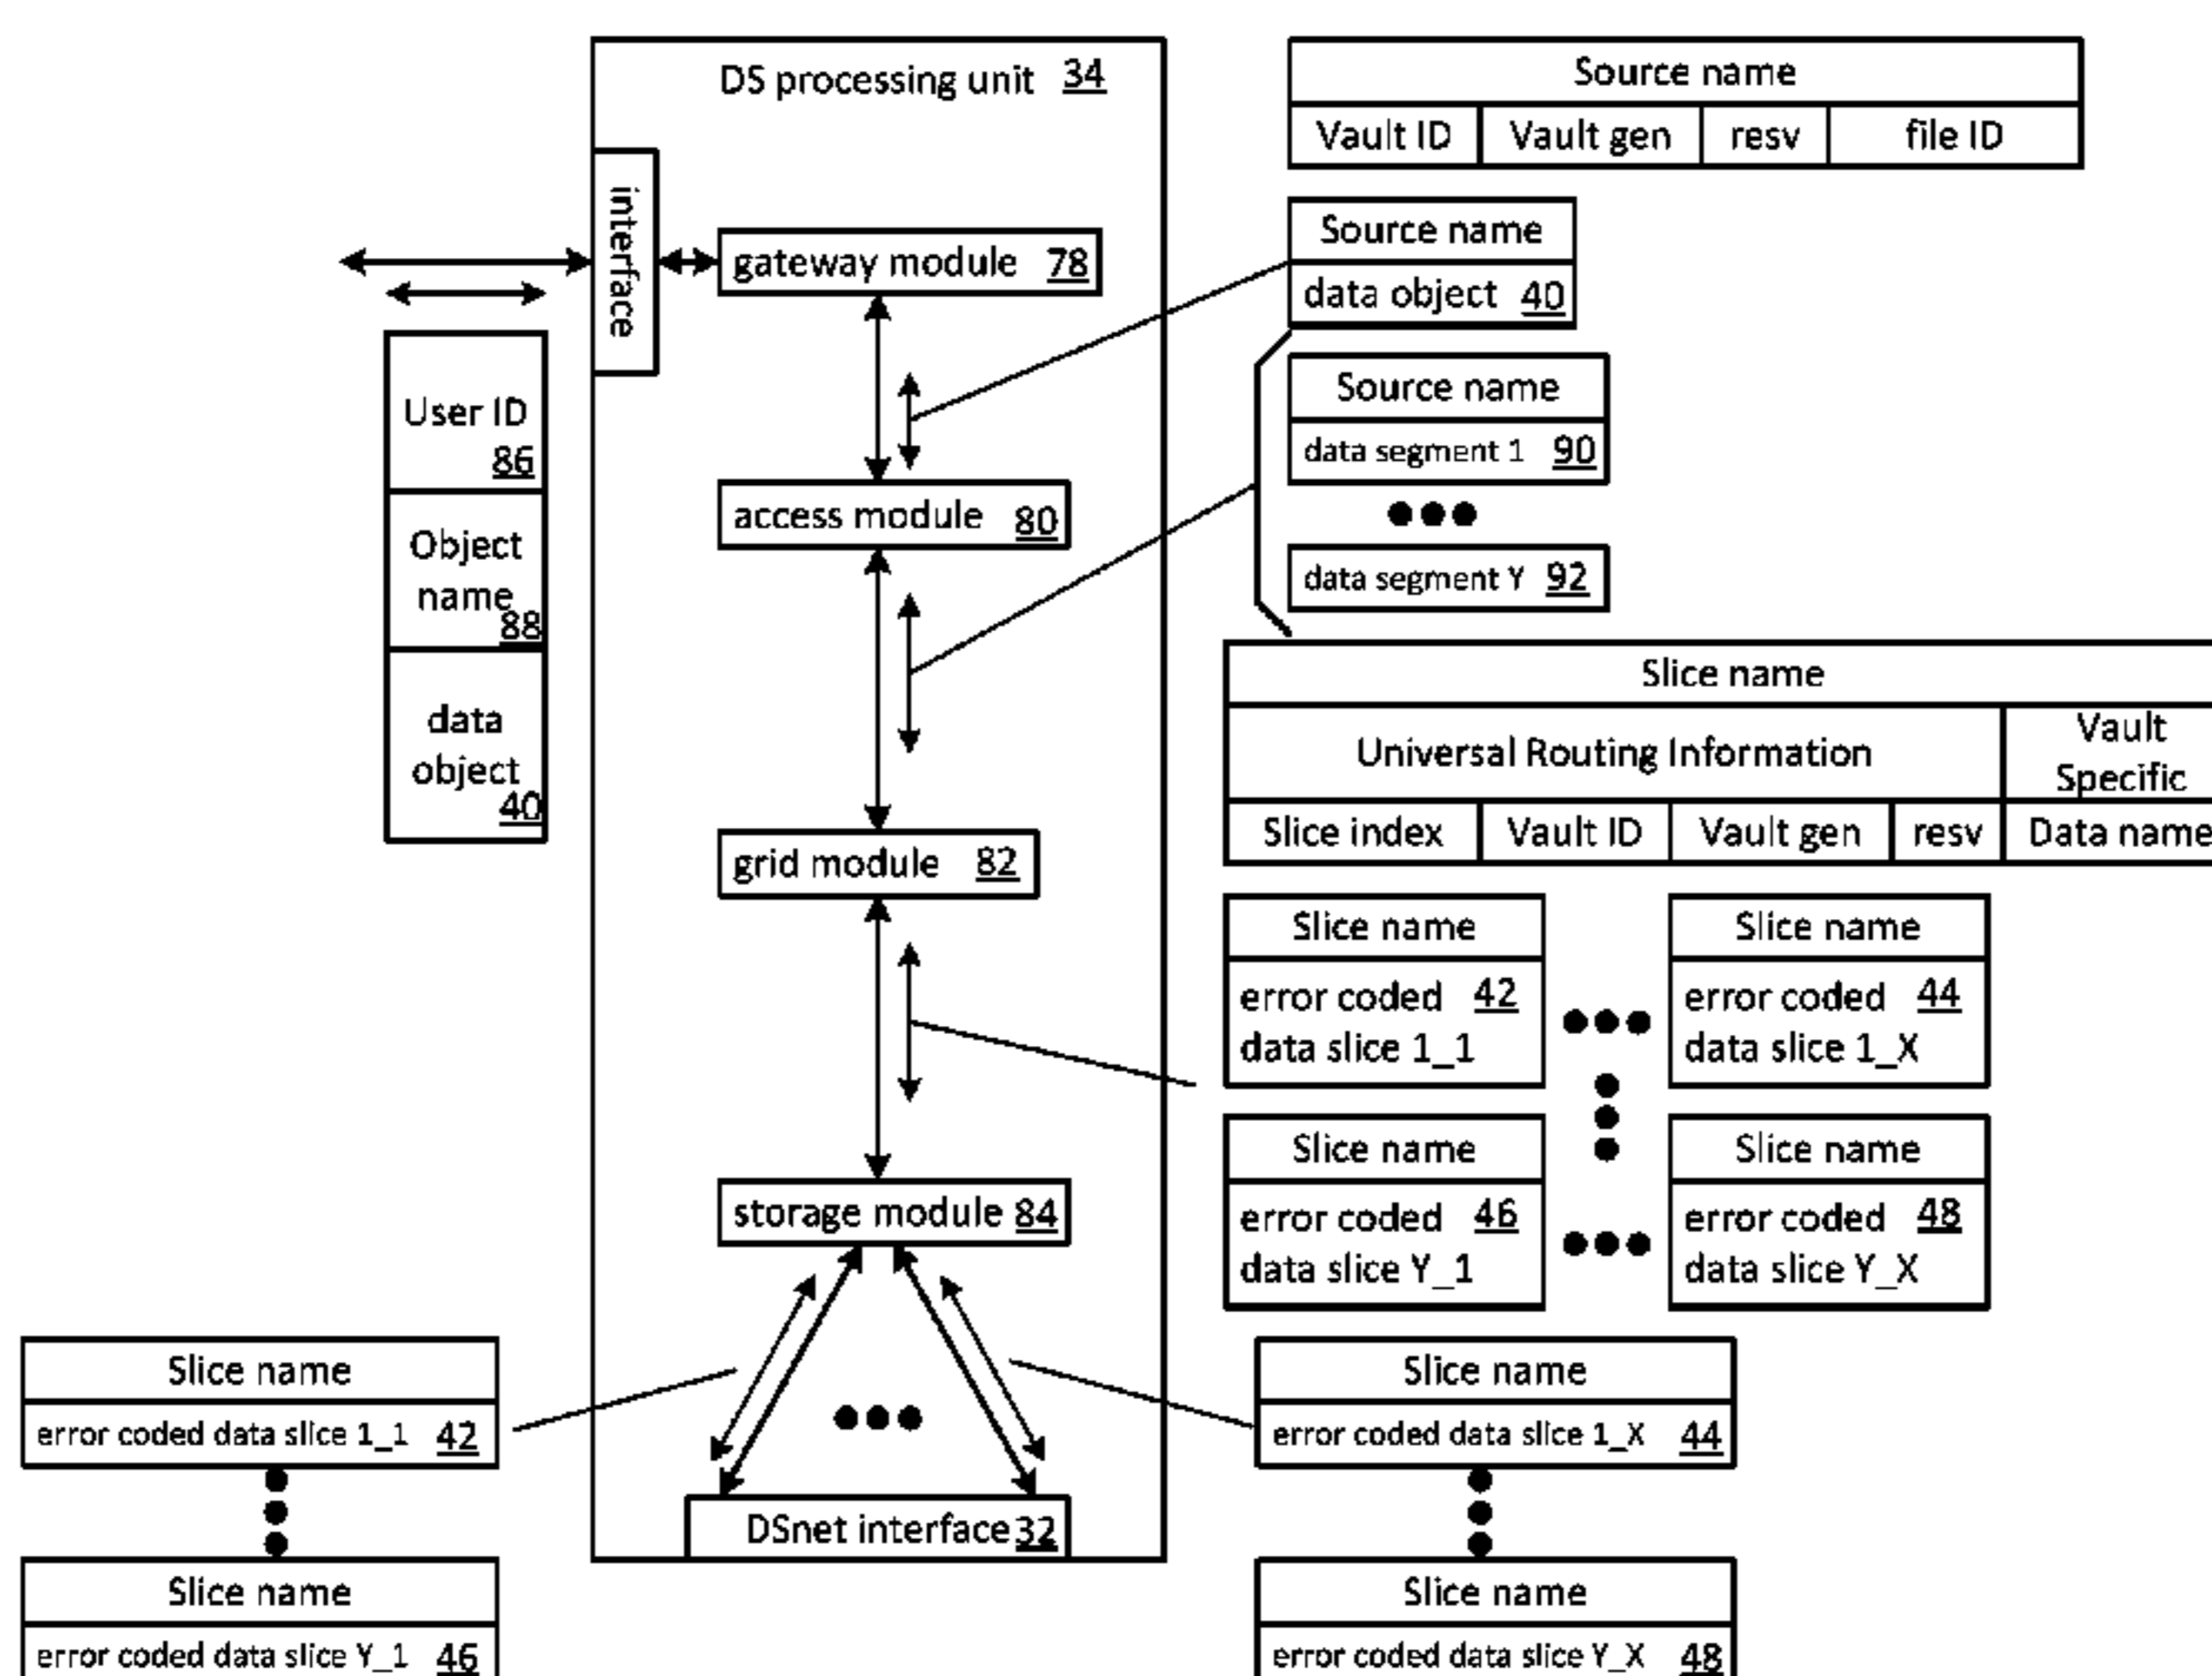 DS processing unit 34
interface
gateway module 78
access module 80
grid module 82
storage module 84
DSnet interface 32
User ID
86
Object
name
88
data
object
40
Source name
Vault ID Vault gen resv file ID
Source name
data object 40
Source name
data segment 1 90
data segment Y 92
Slice name
Universal Routing Information
Vault
Specific
Slice index Vault ID Vault gen resv Data name
Slice name
error coded 42
data slice 1_1
Slice name
error coded 44
data slice 1_X
Slice name
error coded 46
data slice Y_1
Slice name
error coded 48
data slice Y_X
Slice name
error coded data slice 1_1 42
Slice name
error coded data slice Y_1 46
Slice name
error coded data slice 1_X 44
Slice name
error coded data slice Y_X 48